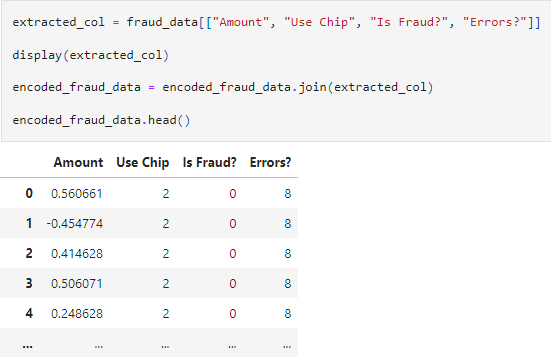 extracted_col = fraud_data[["Amount", "Use Chip", "Is Fraud?", "Errors?"]]
display(extracted_col)
encoded_fraud_data = encoded_fraud_data.join(extracted_col)
encoded_fraud_data.head()
Amount Use Chip Is Fraud? Errors?
0 0.560661 2 0 8
1 -0.454774 2 0 8
2 0.414628 2 0 8
3 0.506071 2 0 8
4 0.248628 2 0 8
... ... ... ... ...